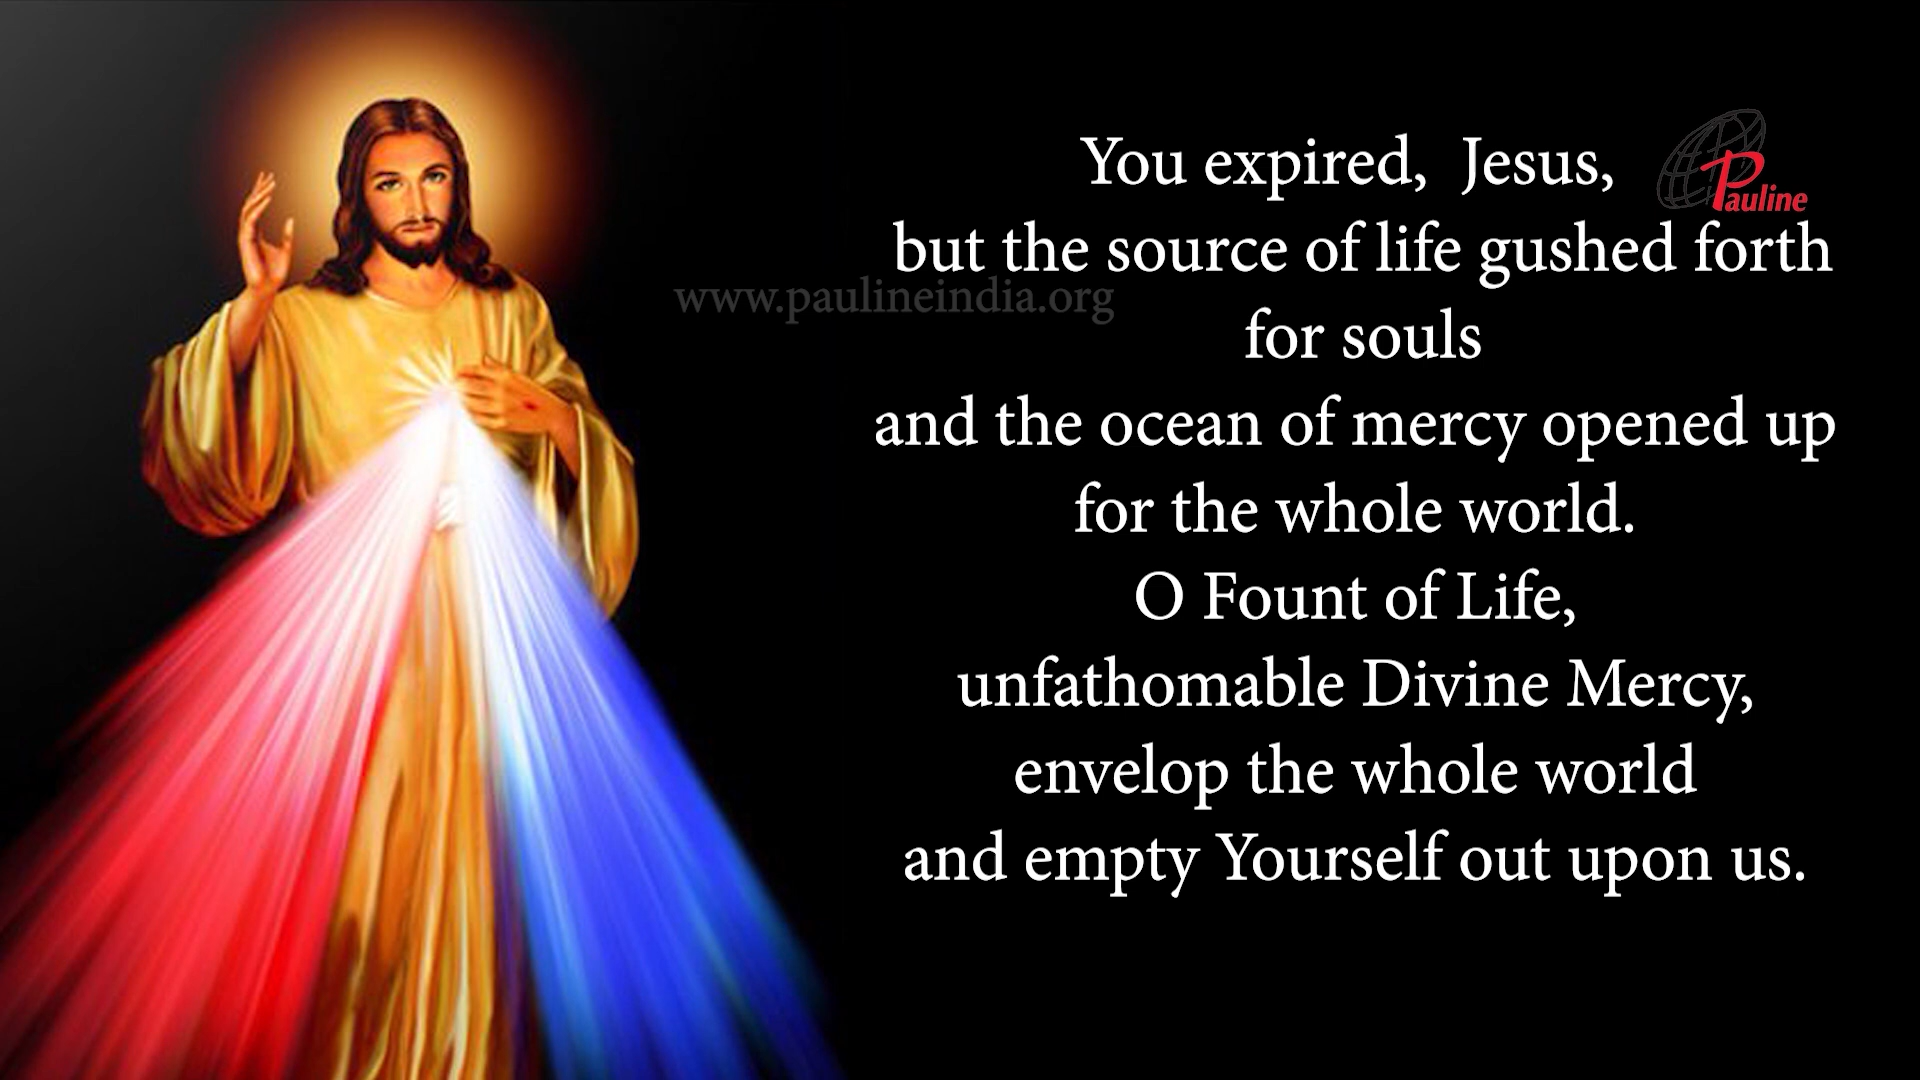 You expired,  Jesus,
Pauline
but the source of life gushed forth
www.paulineindia.org
for souls
and the ocean of mercy opened up
for the whole world.
O Fount of Life,
unfathomable Divine Mercy,
envelop the whole world
and empty Yourself out upon us.